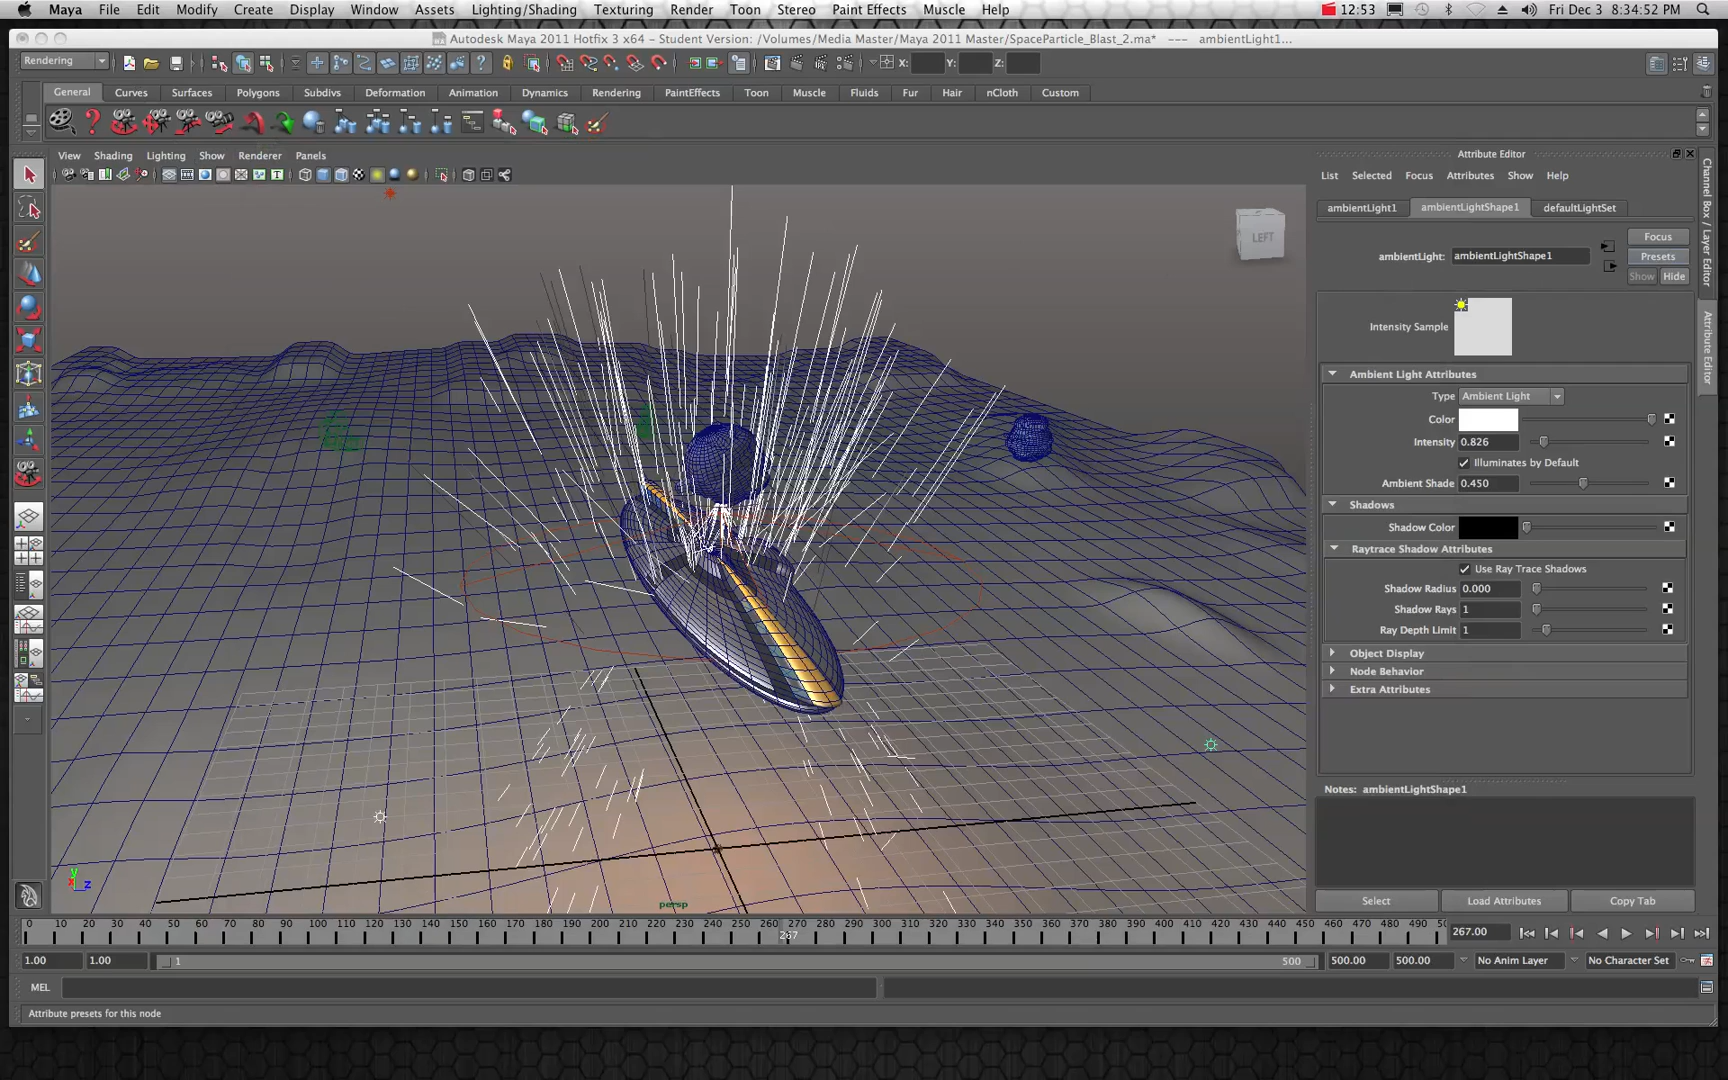 Maya File Edit Modify Create Display Window Assets Lighting/Shading Texturing Render Toon Stereo Paint Effects Muscle Help 12:53 Fri Dec 3 8:34:52 PM
Autodesk Maya 2011 Hotfix 3 x64 - Student Version: /Volumes/Media Master/Maya 2011 Master/SpaceParticle_Blast_2.ma* --- ambientLight1...
Rendering X: Y: Z:
General Curves Surfaces Polygons Subdivs Deformation Animation Dynamics Rendering PaintEffects Toon Muscle Fluids Fur Hair nCloth Custom
View Shading Lighting Show Renderer Panels
LEFT
persp
y
x z
Attribute Editor
List Selected Focus Attributes Show Help
ambientLight1 ambientLightShape1 defaultLightSet
Focus
ambientLight: ambientLightShape1 Presets
Show Hide
Intensity Sample
Ambient Light Attributes
Type Ambient Light
Color
Intensity 0.826
Illuminates by Default
Ambient Shade 0.450
Shadows
Shadow Color
Raytrace Shadow Attributes
Use Ray Trace Shadows
Shadow Radius 0.000
Shadow Rays 1
Ray Depth Limit 1
Object Display
Node Behavior
Extra Attributes
Notes: ambientLightShape1
Select Load Attributes Copy Tab
Channel Box / Layer Editor
Attribute Editor
0 10 20 30 40 50 60 70 80 90 100 110 120 130 140 150 160 170 180 190 200 210 220 230 240 250 260 270 280 290 300 310 320 330 340 350 360 370 380 390 400 410 420 430 440 450 460 470 480 490 50
267
267.00
1.00 1.00 1 500 500.00 500.00 No Anim Layer No Character Set
MEL
Attribute presets for this node